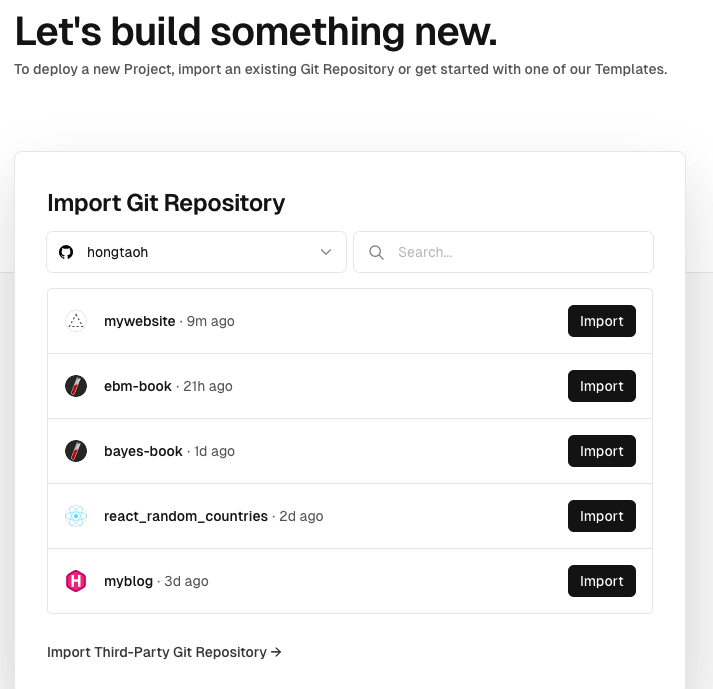 Let's build something new.
To deploy a new Project, import an existing Git Repository or get started with one of our Templates.
Import Git Repository
hongtaoh
Search...
mywebsite · 9m ago
Import
ebm-book · 21h ago
Import
bayes-book · 1d ago
Import
react_random_countries · 2d ago
Import
H
myblog · 3d ago
Import
Import Third-Party Git Repository →